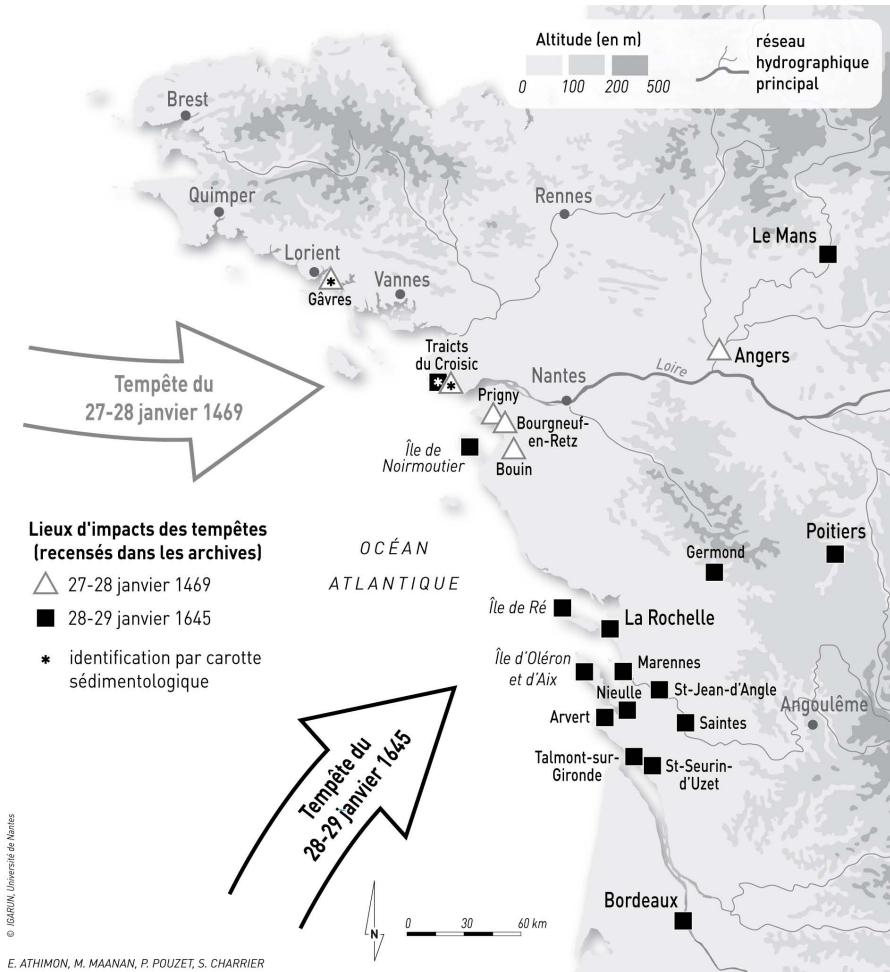 Altitude (en m)
0 100 200 500
réseau
hydrographique
principal
Brest
Quimper
Rennes
Le Mans
Lorient
Gâvres
Vannes
Tempête du
27-28 janvier 1469
Traicts
du Croisic
Angers
Loire
Nantes
Prigny
Bourgneuf-
en-Retz
Île de
Noirmoutier
Bouin
Lieux d'impacts des tempêtes
(recensés dans les archives)
27-28 janvier 1469
28-29 janvier 1645
* identification par carotte
sédimentologique
OCÉAN
ATLANTIQUE
Germond
Poitiers
Île de Ré
La Rochelle
Île d'Oléron
et d'Aix
Marennes
Nieulle
St-Jean-d'Angle
Angoulême
Arvert
Saintes
Talmont-sur-
Gironde
St-Seurin-
d'Uzet
Tempête du
28-29 janvier 1645
Bordeaux
N
0 30 60 km
© IGARUN, Université de Nantes
E. ATHIMON, M. MAANAN, P. POUZET, S. CHARRIER